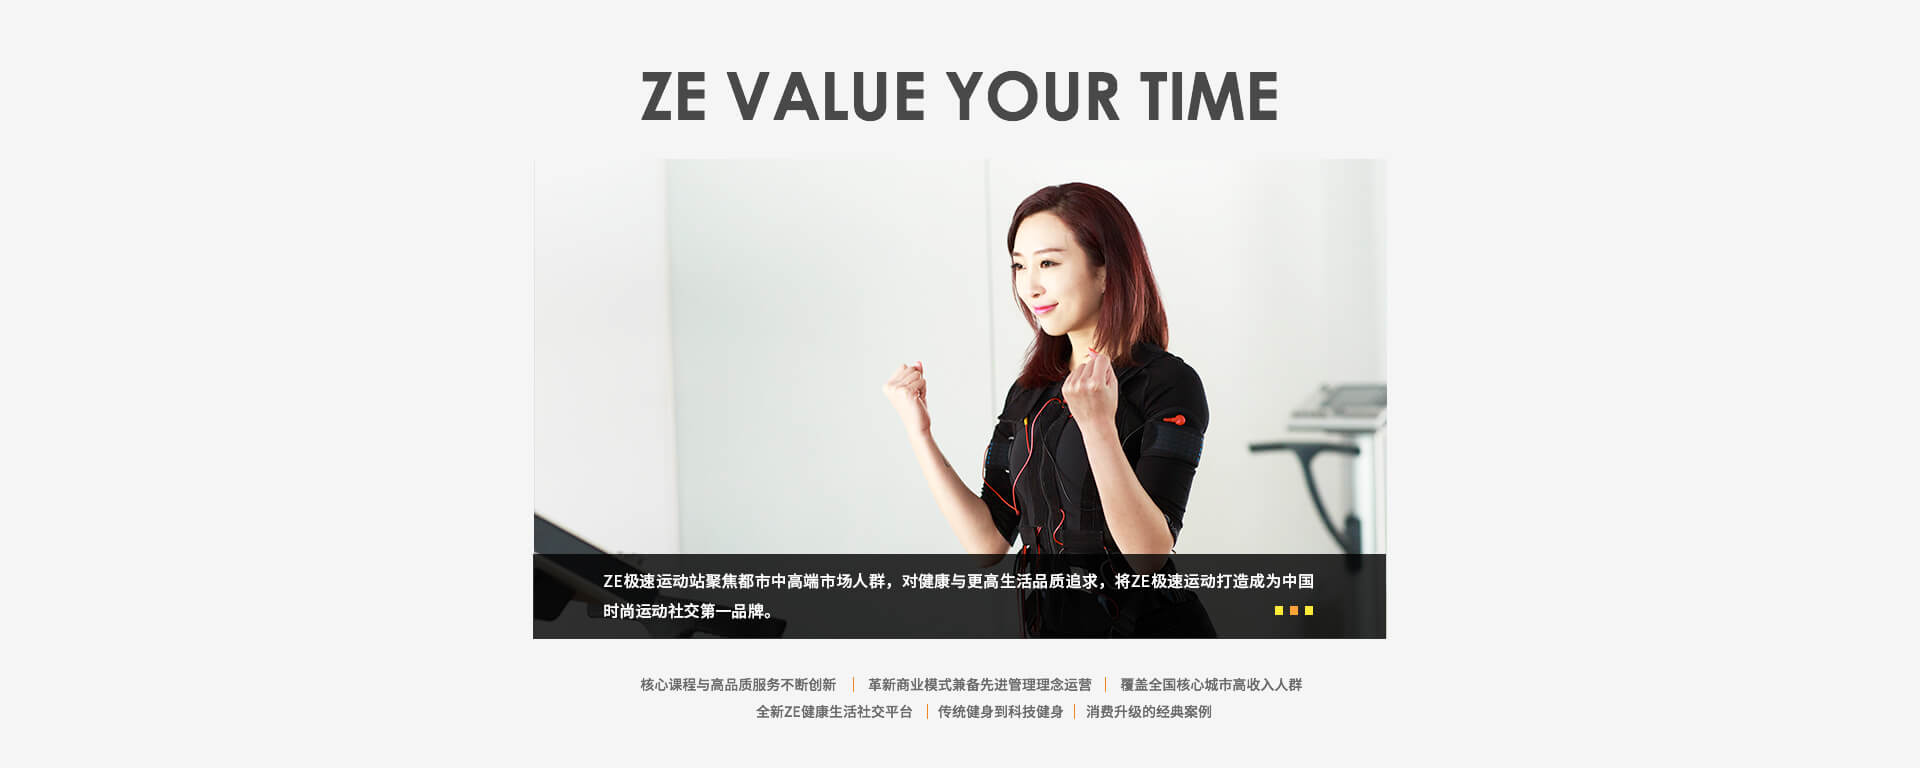 ZE VALUE YOUR TIME
ZE极速运动站聚焦都市中高端市场人群，对健康与更高生活品质追求，将ZE极速运动打造成为中国
时尚运动社交第一品牌。
核心课程与高品质服务不断创新 | 革新商业模式兼备先进管理理念运营 | 覆盖全国核心城市高收入人群
全新ZE健康生活社交平台 | 传统健身到科技健身 | 消费升级的经典案例